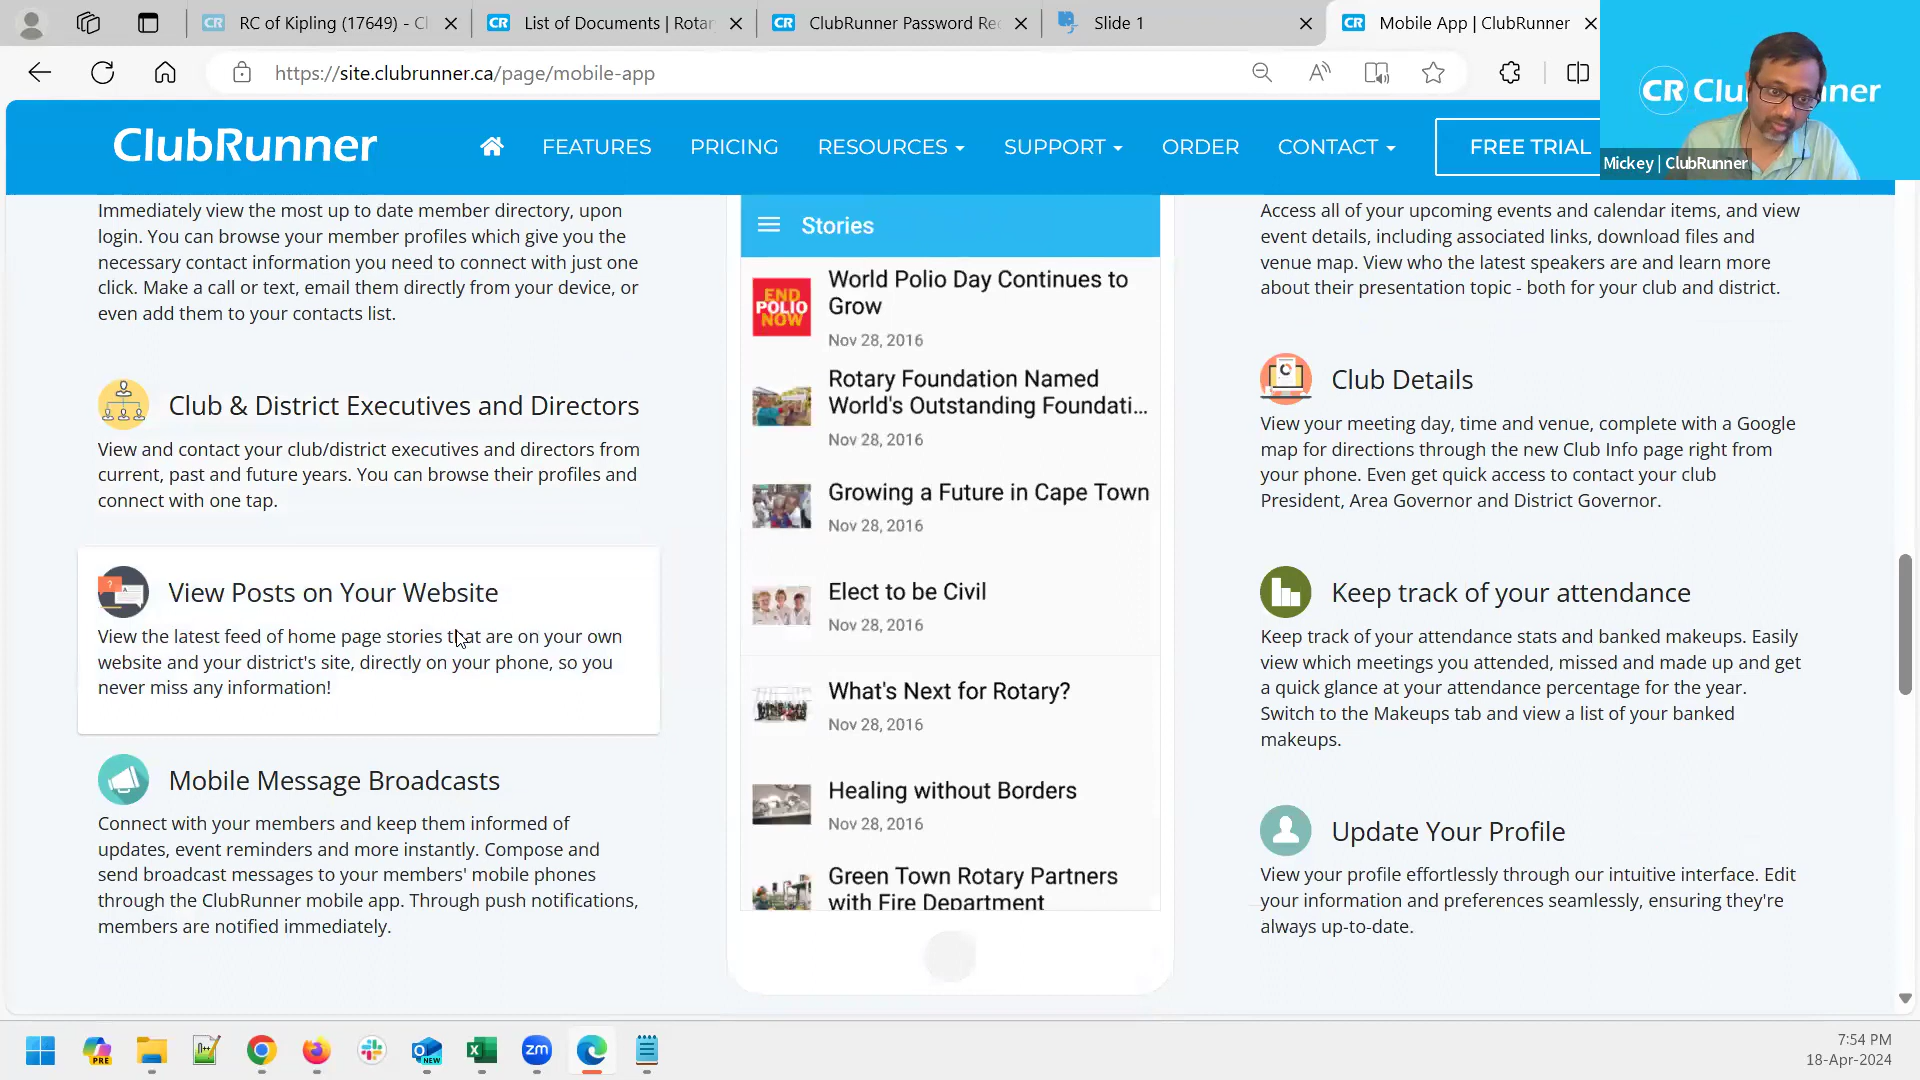 RC of Kipling (17649) - Cl
List of Documents | Rotar
ClubRunner Password Re
Slide 1
Mobile App | ClubRunner
https://site.clubrunner.ca/page/mobile-app
CR ClubRunner
Mickey | ClubRunner
ClubRunner
FEATURES
PRICING
RESOURCES
SUPPORT
ORDER
CONTACT
FREE TRIAL
Immediately view the most up to date member directory, upon
login. You can browse your member profiles which give you the
necessary contact information you need to connect with just one
click. Make a call or text, email them directly from your device, or
even add them to your contacts list.
Club & District Executives and Directors
View and contact your club/district executives and directors from
current, past and future years. You can browse their profiles and
connect with one tap.
View Posts on Your Website
View the latest feed of home page stories that are on your own
website and your district's site, directly on your phone, so you
never miss any information!
Mobile Message Broadcasts
Connect with your members and keep them informed of
updates, event reminders and more instantly. Compose and
send broadcast messages to your members' mobile phones
through the ClubRunner mobile app. Through push notifications,
members are notified immediately.
Stories
END
POLIO
NOW
World Polio Day Continues to
Grow
Nov 28, 2016
Rotary Foundation Named
World's Outstanding Foundati...
Nov 28, 2016
Growing a Future in Cape Town
Nov 28, 2016
Elect to be Civil
Nov 28, 2016
What's Next for Rotary?
Nov 28, 2016
Healing without Borders
Nov 28, 2016
Green Town Rotary Partners
with Fire Department
Access all of your upcoming events and calendar items, and view
event details, including associated links, download files and
venue map. View who the latest speakers are and learn more
about their presentation topic - both for your club and district.
Club Details
View your meeting day, time and venue, complete with a Google
map for directions through the new Club Info page right from
your phone. Even get quick access to contact your club
President, Area Governor and District Governor.
Keep track of your attendance
Keep track of your attendance stats and banked makeups. Easily
view which meetings you attended, missed and made up and get
a quick glance at your attendance percentage for the year.
Switch to the Makeups tab and view a list of your banked
makeups.
Update Your Profile
View your profile effortlessly through our intuitive interface. Edit
your information and preferences seamlessly, ensuring they're
always up-to-date.
PRE
NEW
zm
7:54 PM
18-Apr-2024